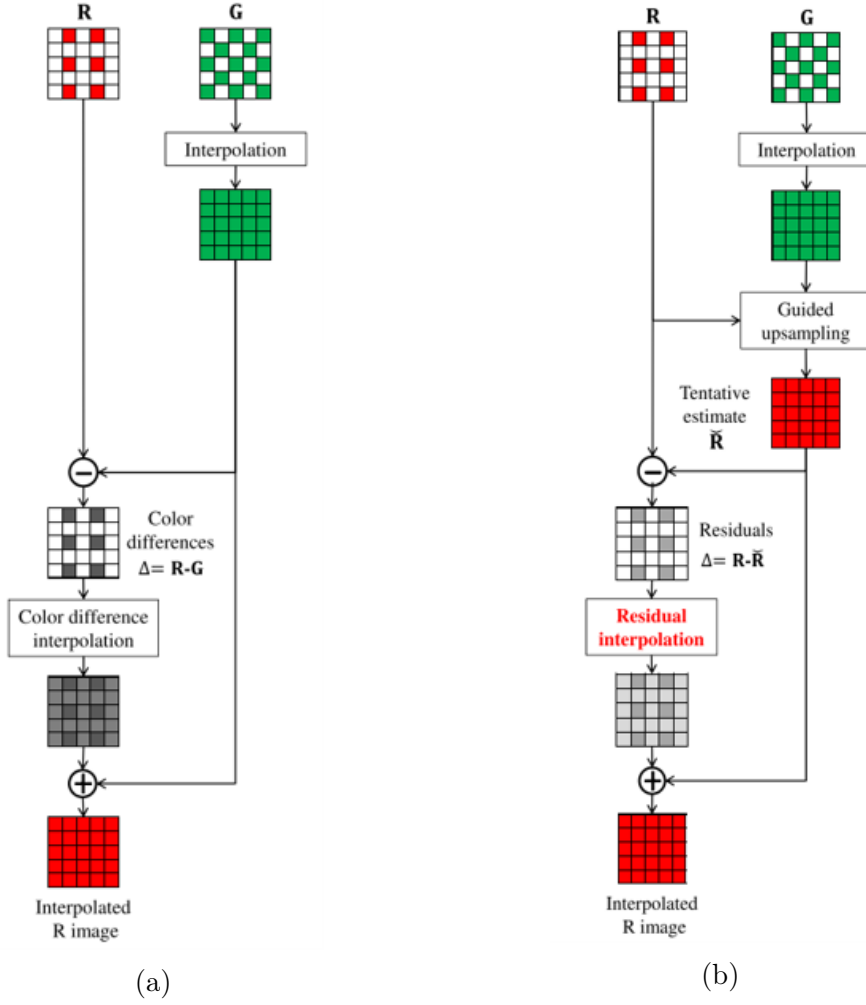 R
G
Interpolation
Color
differences
Δ= R-G
Color difference
interpolation
Interpolated
R image
(a)
R
G
Interpolation
Guided
upsampling
Tentative
estimate
Ř
Residuals
Δ= R-Ř
Residual
interpolation
Interpolated
R image
(b)